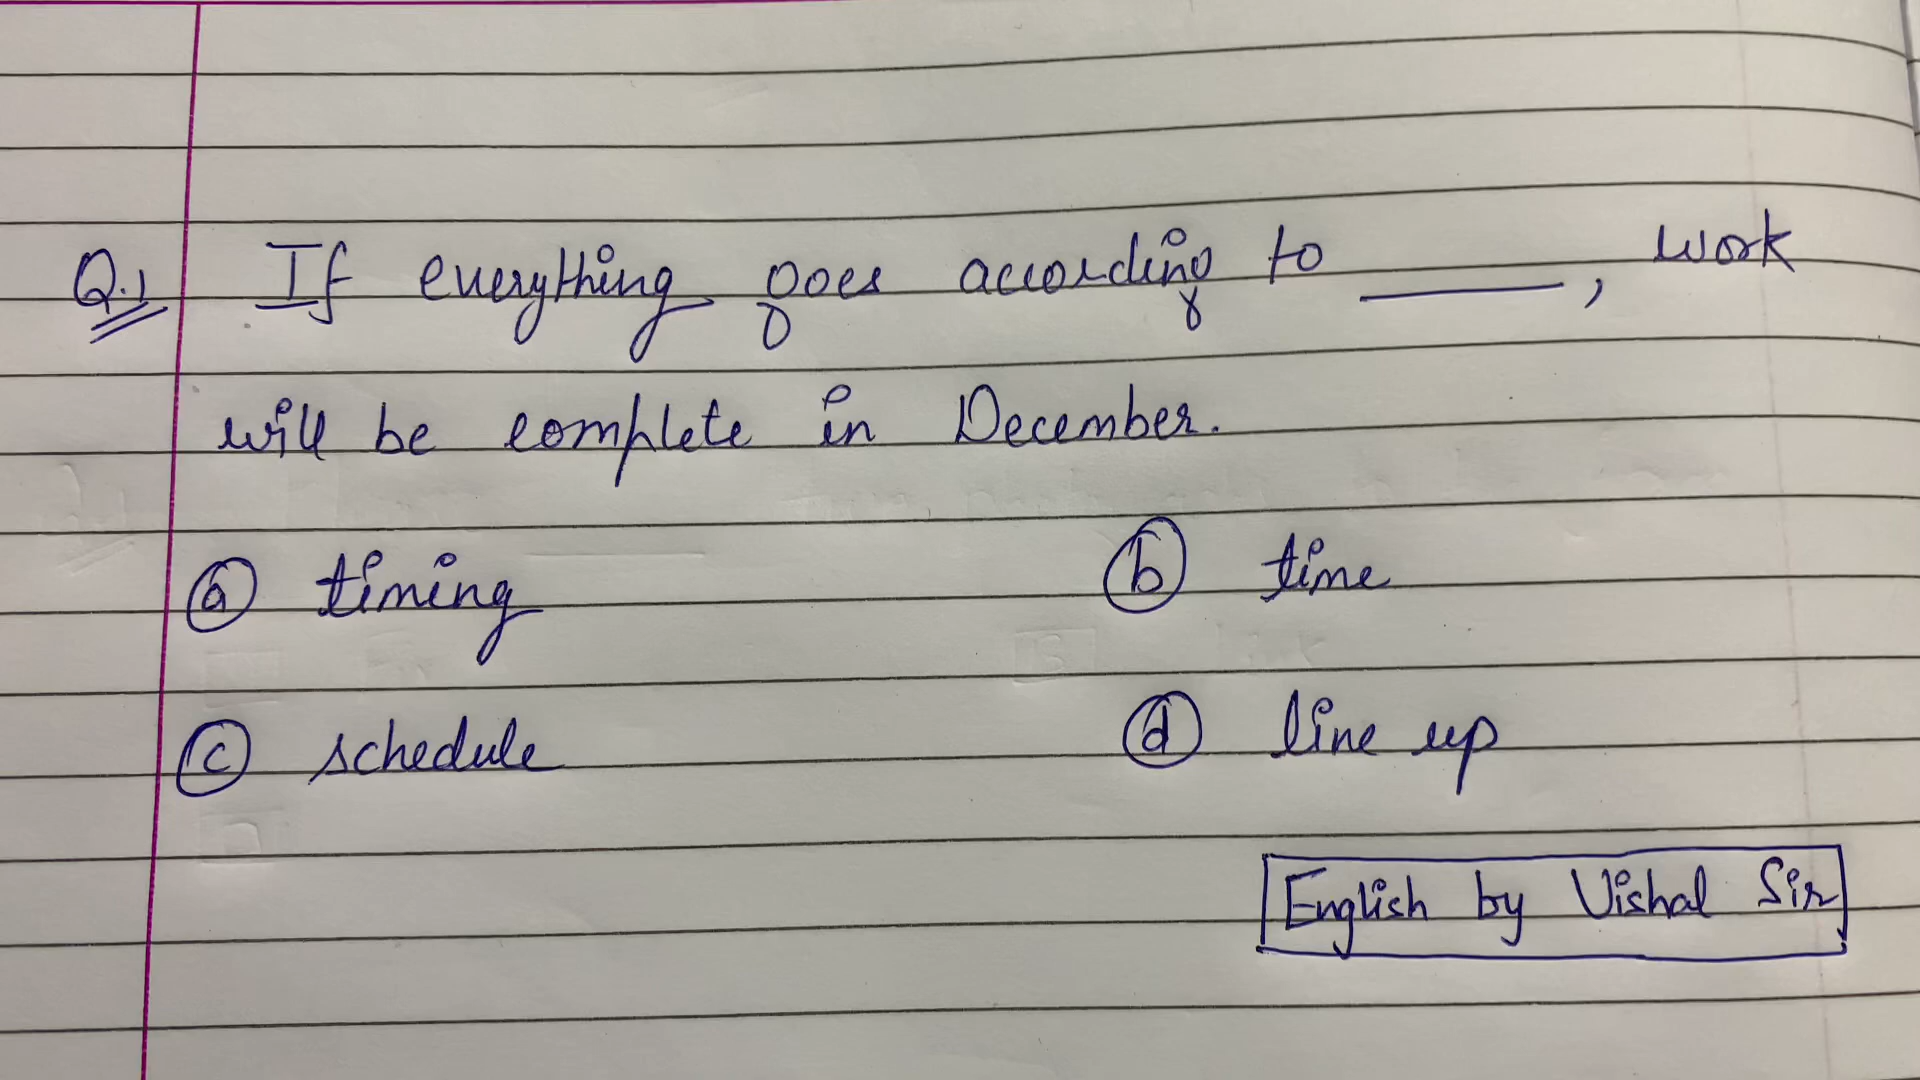 Q.1 If everything goes according to ______, work
will be complete in December.
(a) timing (b) time
(c) schedule (d) line up
English by Vishal Sir